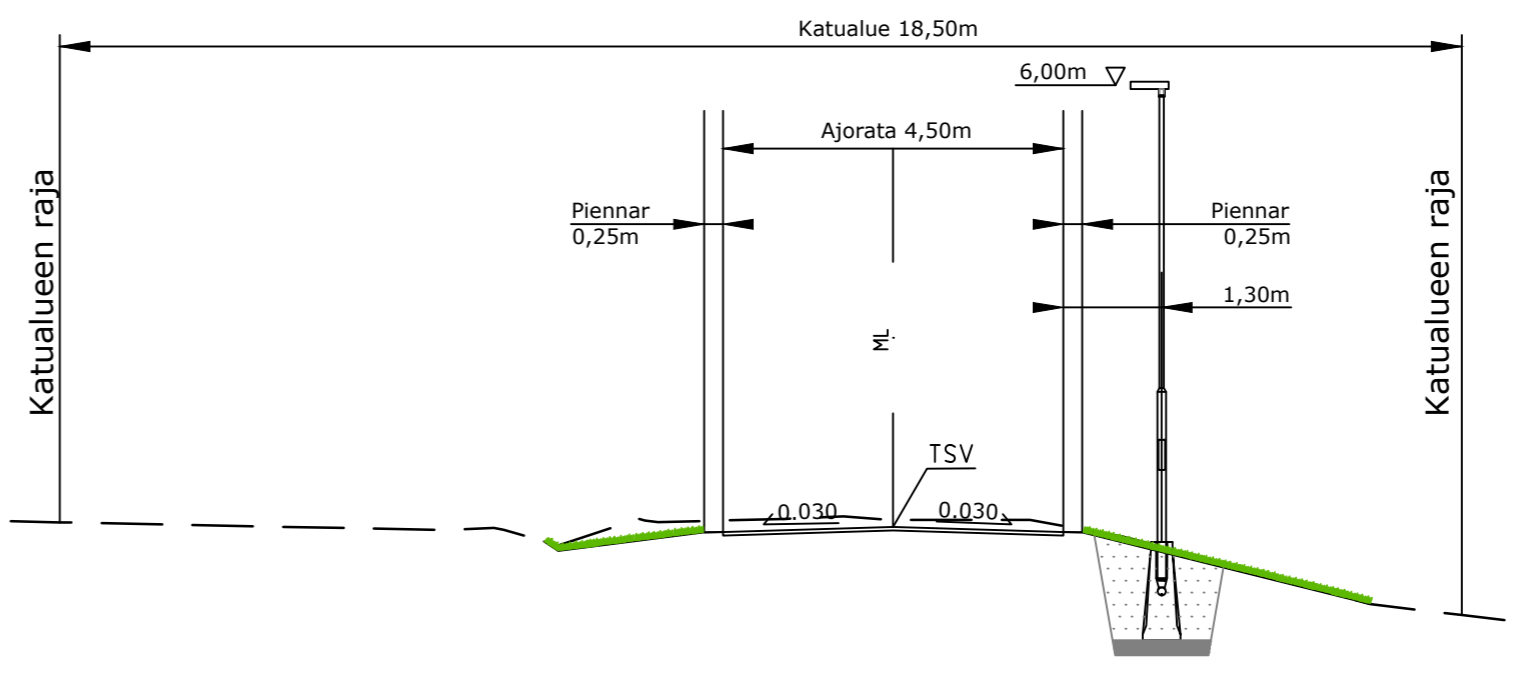 Katualue 18,50m
6,00m
Ajorata 4,50m
Piennar
0,25m
Piennar
0,25m
1,30m
Katualueen raja
Katualueen raja
ML
TSV
0.030
0.030